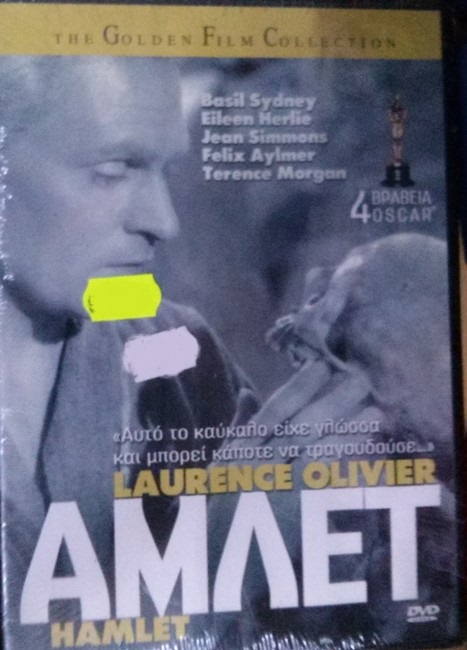 THE GOLDEN FILM COLLECTION
Basil Sydney
Eileen Herlie
Jean Simmons
Felix Aylmer
Terence Morgan
4 ΒΡΑΒΕΙΑ
OSCAR
«Αυτό το καύκαλο είχε γλώσσα
και μπορεί κάποτε να τραγουδούσε...»
LAURENCE OLIVIER
ΑΜΛΕΤ
HAMLET
DVD